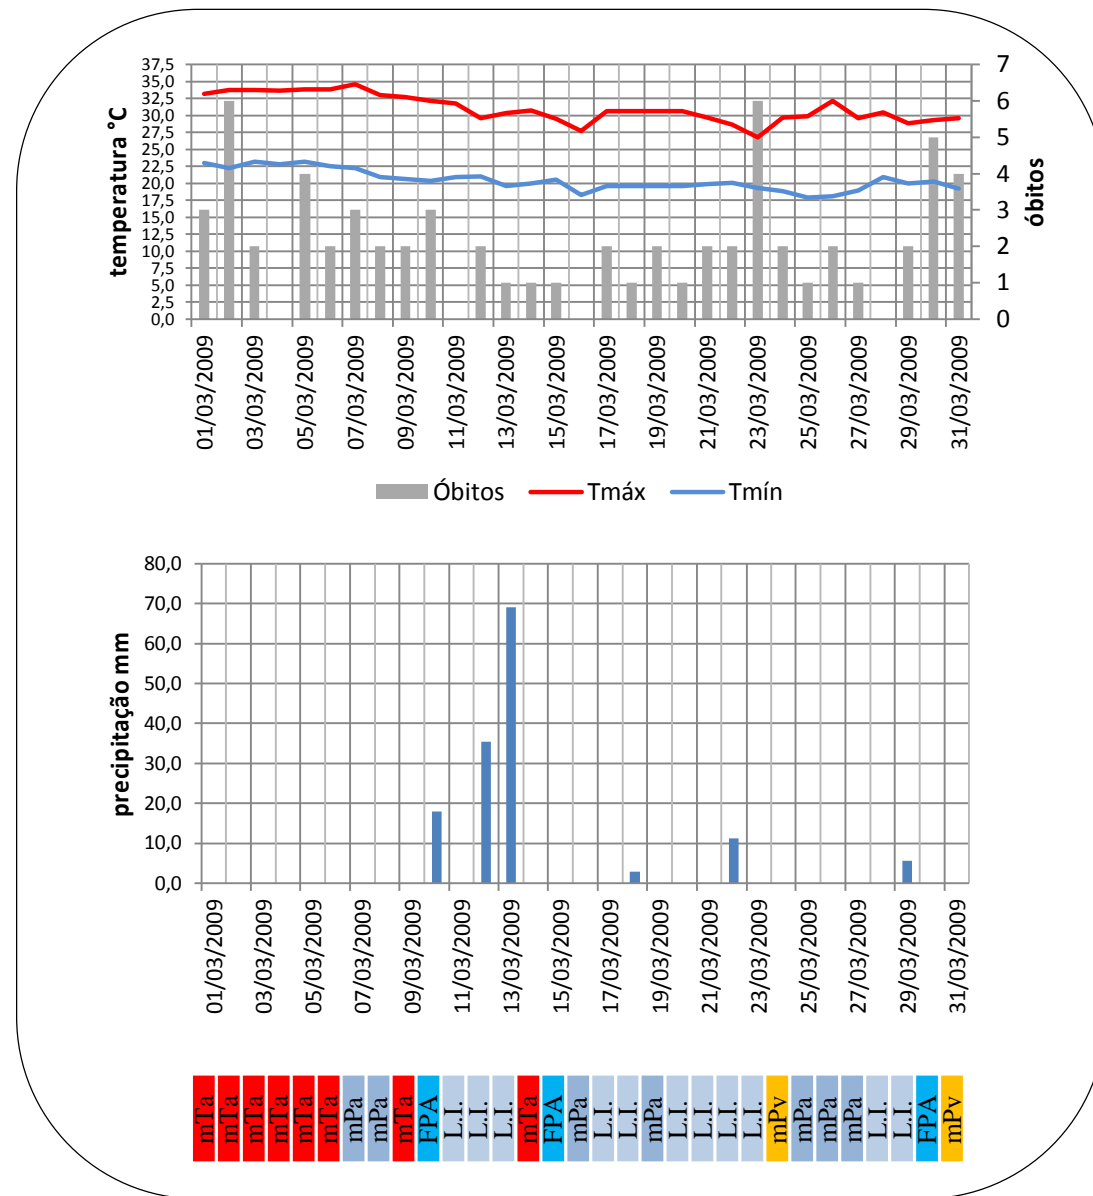 temperatura °C
37,5
35,0
32,5
30,0
27,5
25,0
22,5
20,0
17,5
15,0
12,5
10,0
7,5
5,0
2,5
0,0
7
6
5
4
3
2
1
0
óbitos
01/03/2009
03/03/2009
05/03/2009
07/03/2009
09/03/2009
11/03/2009
13/03/2009
15/03/2009
17/03/2009
19/03/2009
21/03/2009
23/03/2009
25/03/2009
27/03/2009
29/03/2009
31/03/2009
Óbitos Tmáx Tmín
precipitação mm
80,0
70,0
60,0
50,0
40,0
30,0
20,0
10,0
0,0
01/03/2009
03/03/2009
05/03/2009
07/03/2009
09/03/2009
11/03/2009
13/03/2009
15/03/2009
17/03/2009
19/03/2009
21/03/2009
23/03/2009
25/03/2009
27/03/2009
29/03/2009
31/03/2009
mTa
mTa
mTa
mTa
mTa
mTa
mPa
mPa
mTa
FPA
L.I.
L.I.
L.I.
mTa
FPA
mPa
L.I.
L.I.
mPa
L.I.
L.I.
L.I.
L.I.
mPv
mPa
mPa
mPa
L.I.
L.I.
FPA
mPv